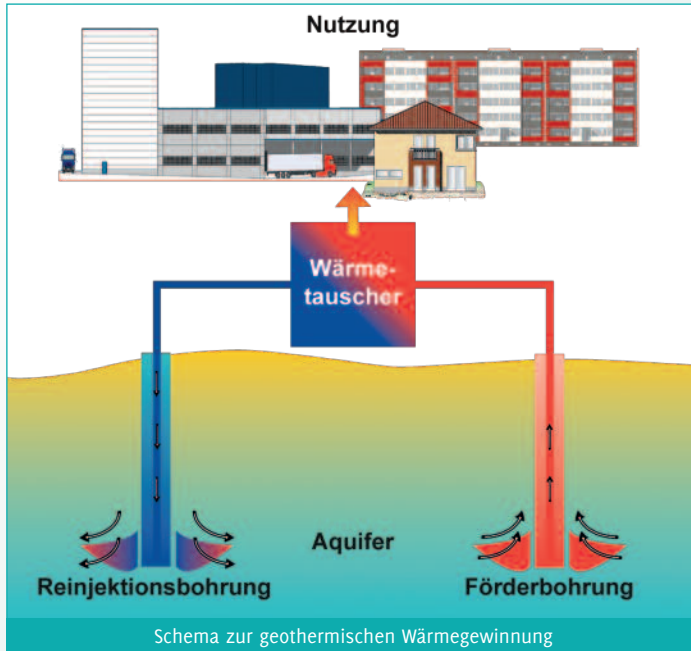 Nutzung
Wärme-
tauscher
Aquifer
Reinjektionsbohrung
Förderbohrung
Schema zur geothermischen Wärmegewinnung